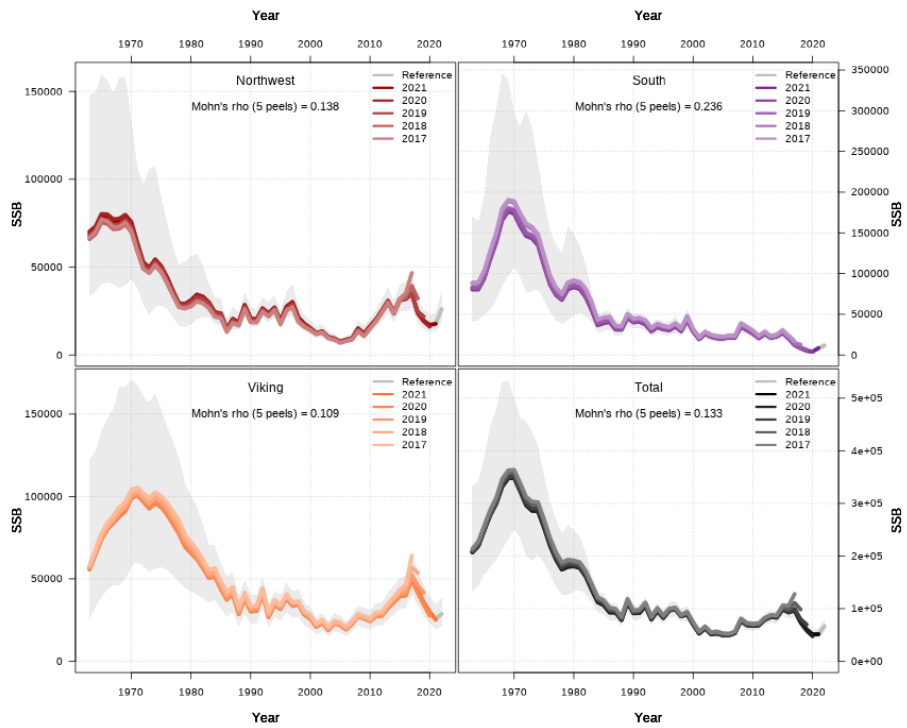 Year Year
1970 1980 1990 2000 2010 2020 1970 1980 1990 2000 2010 2020
Northwest
Mohn's rho (5 peels) = 0.138
Reference
2021
2020
2019
2018
2017
SSB
150000
100000
50000
0
South
Mohn's rho (5 peels) = 0.236
Reference
2021
2020
2019
2018
2017
350000
300000
250000
200000
150000
100000
50000
0
SSB
Viking
Mohn's rho (5 peels) = 0.109
Reference
2021
2020
2019
2018
2017
SSB
150000
100000
50000
0
Total
Mohn's rho (5 peels) = 0.133
Reference
2021
2020
2019
2018
2017
5e+05
4e+05
3e+05
2e+05
1e+05
0e+00
SSB
1970 1980 1990 2000 2010 2020 1970 1980 1990 2000 2010 2020
Year Year